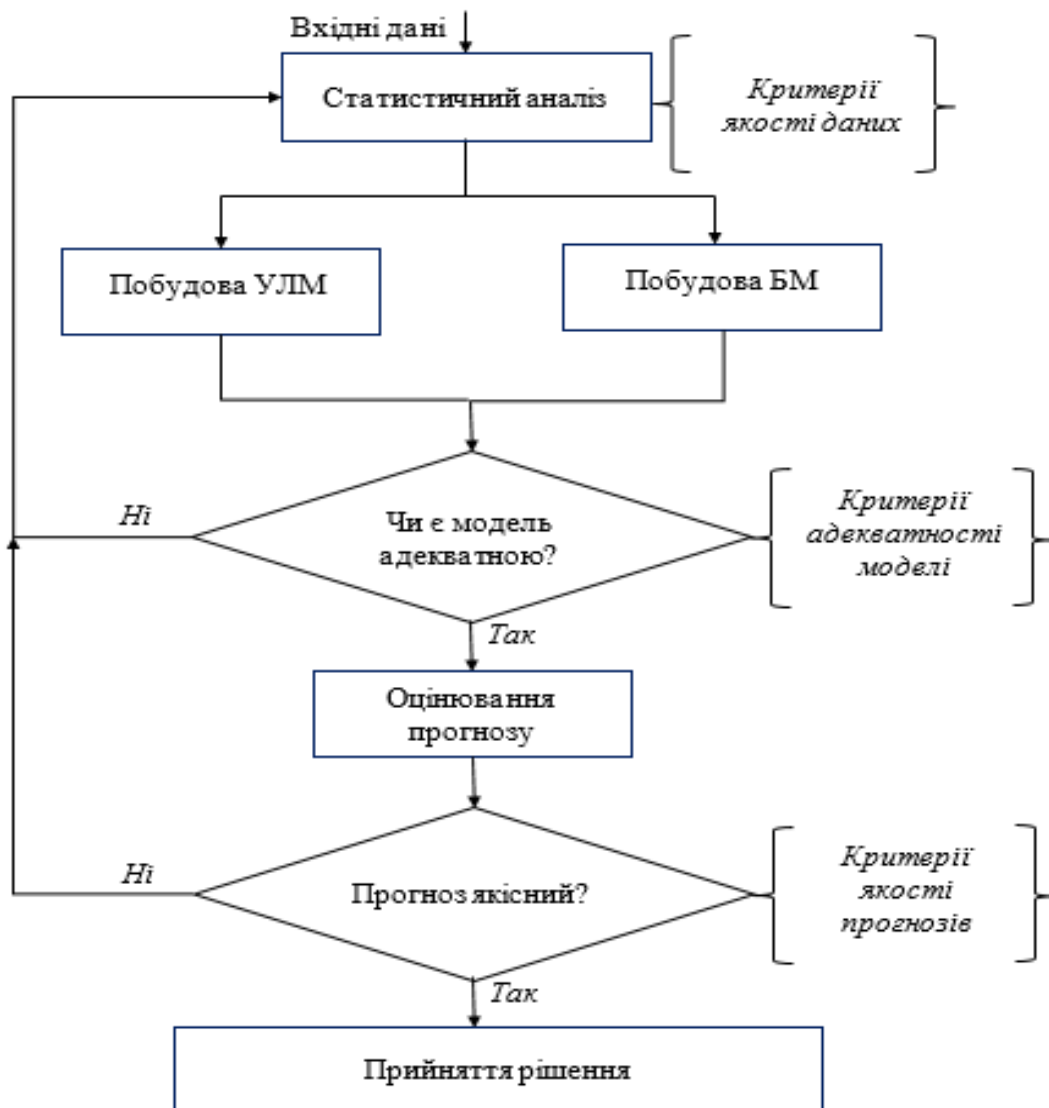 Вхідні дані
Статистичний аналіз
Критерії
якості даних
Побудова УЛМ
Побудова БМ
Ні
Чи є модель
адекватною?
Критерії
адекватності
моделі
Так
Оцінювання
прогнозу
Ні
Прогноз якісний?
Критерії
якості
прогнозів
Так
Прийняття рішення